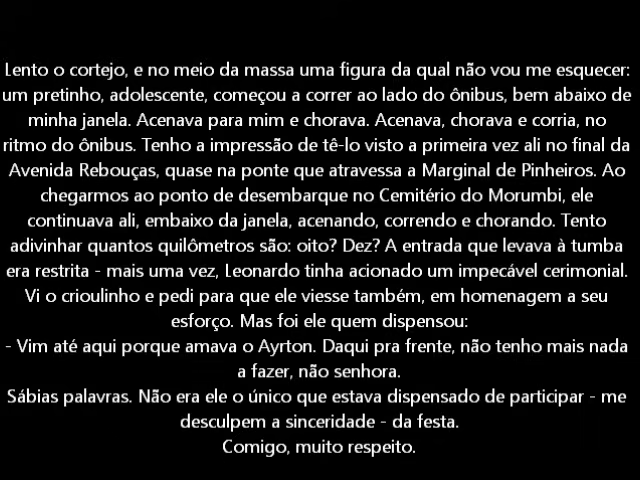 Lento o cortejo, e no meio da massa uma figura da qual não vou me esquecer:
um pretinho, adolescente, começou a correr ao lado do ônibus, bem abaixo de
minha janela. Acenava para mim e chorava. Acenava, chorava e corria, no
ritmo do ônibus. Tenho a impressão de tê-lo visto a primeira vez ali no final da
Avenida Rebouças, quase na ponte que atravessa a Marginal de Pinheiros. Ao
chegarmos ao ponto de desembarque no Cemitério do Morumbi, ele
continuava ali, embaixo da janela, acenando, correndo e chorando. Tento
adivinhar quantos quilômetros são: oito? Dez? A entrada que levava à tumba
era restrita - mais uma vez, Leonardo tinha acionado um impecável cerimonial.
Vi o crioulinho e pedi para que ele viesse também, em homenagem a seu
esforço. Mas foi ele quem dispensou:
- Vim até aqui porque amava o Ayrton. Daqui pra frente, não tenho mais nada
a fazer, não senhora.
Sábias palavras. Não era ele o único que estava dispensado de participar - me
desculpem a sinceridade - da festa.
Comigo, muito respeito.